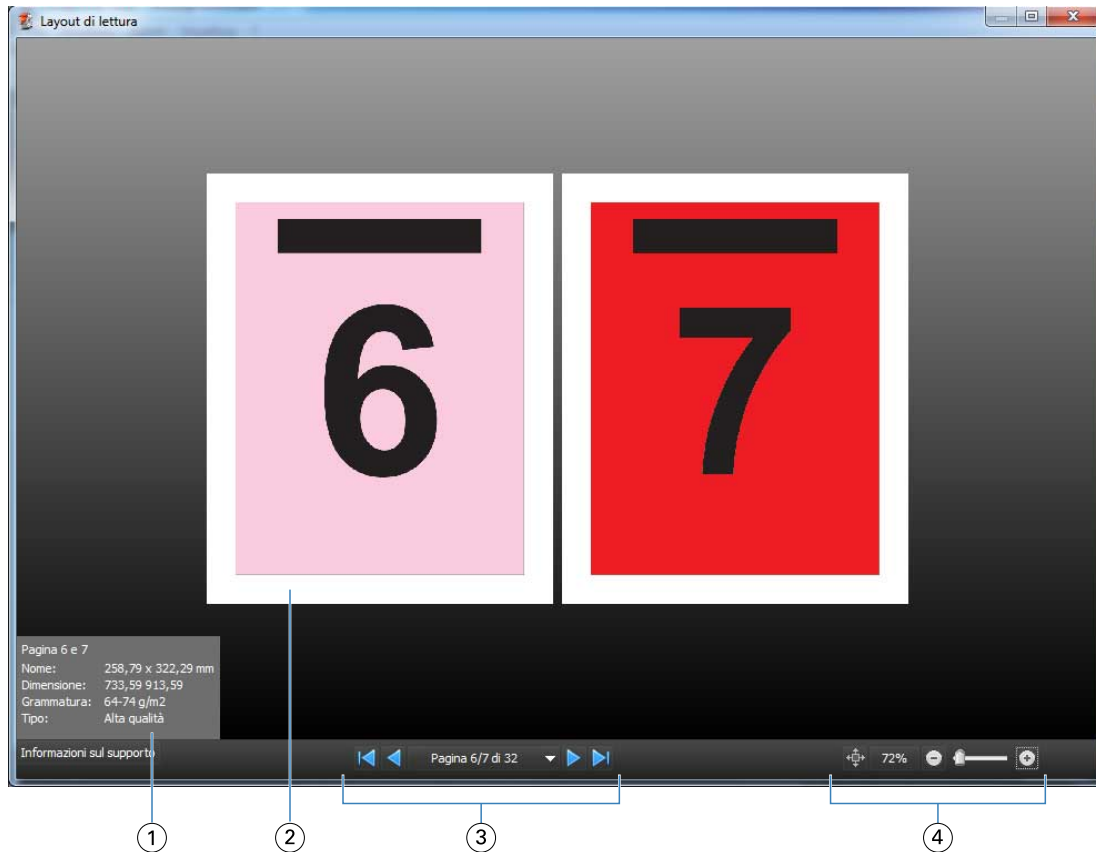 Layout di lettura
6
7
Pagina 6 e 7
Nome: 258,79 x 322,29 mm
Dimensione: 733,59 913,59
Grammatura: 64-74 g/m2
Tipo: Alta qualità
Informazioni sul supporto
Pagina 6/7 di 32
72%
1
2
3
4